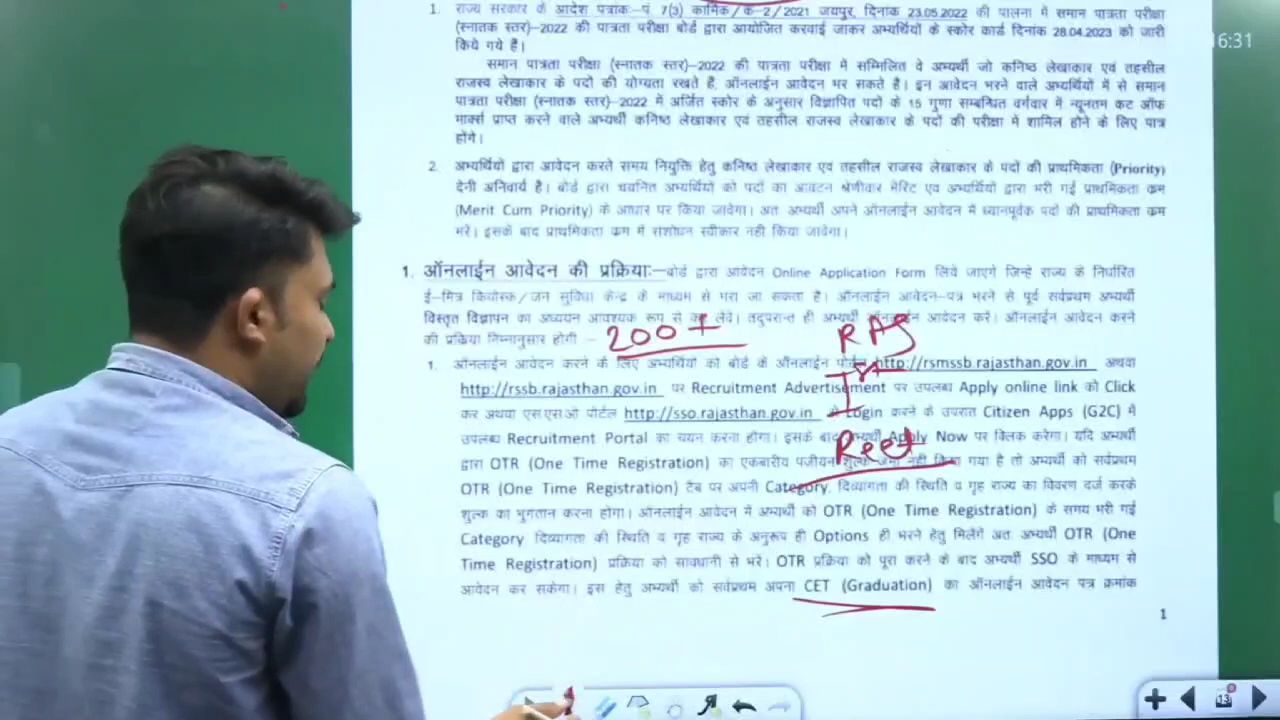 1. राज्य सरकार के आदेश पत्रांक-प 7(3) कार्मिक/क-2/2021 जयपुर, दिनांक 23.05.2022 की पालना में समान पात्रता परीक्षा
(स्नातक स्तर)-2022 की पात्रता परीक्षा बोर्ड द्वारा आयोजित करवाई जाकर अभ्यर्थियों के स्कोर कार्ड दिनांक 28.04.2023 को जारी
किये गये हैं।
16:31
समान पात्रता परीक्षा (स्नातक स्तर)-2022 की पात्रता परीक्षा में सम्मिलित वे अभ्यर्थी जो कनिष्ठ लेखाकार एवं तहसील
राजस्व लेखाकार के पदों की योग्यता रखते हैं, ऑनलाईन आवेदन भर सकते हैं। इन आवेदन भरने वाले अभ्यर्थियों में से समान
पात्रता परीक्षा (स्नातक स्तर)-2022 में अर्जित स्कोर के अनुसार विज्ञापित पदों के 15 गुणा सम्बन्धित वर्गवार में न्यूनतम कट ऑफ
मार्क्स प्राप्त करने वाले अभ्यर्थी कनिष्ठ लेखाकार एवं तहसील राजस्व लेखाकार के पदों की परीक्षा में शामिल होने के लिए पात्र
होंगे।
2. अभ्यर्थियों द्वारा आवेदन करते समय नियुक्ति हेतु कनिष्ठ लेखाकार एवं तहसील राजस्व लेखाकार के पदों की प्राथमिकता (Priority)
देनी अनिवार्य है। बोर्ड द्वारा चयनित अभ्यर्थियों को पदों का आवंटन श्रेणीवार मेरिट एवं अभ्यर्थियों द्वारा भरी गई प्राथमिकता क्रम
(Merit Cum Priority) के आधार पर किया जावेगा। अतः अभ्यर्थी अपने ऑनलाईन आवेदन में ध्यानपूर्वक पदों की प्राथमिकता क्रम
भरें। इसके बाद प्राथमिकता क्रम में संशोधन स्वीकार नहीं किया जावेगा।
1. ऑनलाईन आवेदन की प्रक्रिया:-बोर्ड द्वारा आवेदन Online Application Form लिये जाएंगे जिन्हें राज्य के निर्धारित
ई-मित्र कियोस्क/जन सुविधा केन्द्र के माध्यम से भरा जा सकता है। ऑनलाईन आवेदन-पत्र भरने से पूर्व सर्वप्रथम अभ्यर्थी
विस्तृत विज्ञापन का अध्ययन आवश्यक रूप से कर लेवें। तदुपरान्त ही अभ्यर्थी ऑनलाईन आवेदन करें। ऑनलाईन आवेदन करने
की प्रक्रिया निम्नानुसार होगी - 200+ RAS
1. ऑनलाईन आवेदन करने के लिए अभ्यर्थियों को बोर्ड के ऑनलाईन पोर्टल http://rsmssb.rajasthan.gov.in अथवा
http://rssb.rajasthan.gov.in पर Recruitment Advertisement पर उपलब्ध Apply online link को Click
कर अथवा एस.एस.ओ पोर्टल http://sso.rajasthan.gov.in से Login करने के उपरांत Citizen Apps (G2C) में
उपलब्ध Recruitment Portal का चयन करना होगा। इसके बाद अभ्यर्थी Apply Now पर क्लिक करेगा। यदि अभ्यर्थी
Reet
द्वारा OTR (One Time Registration) का एकबारीय पंजीयन शुल्क जमा नहीं किया गया है तो अभ्यर्थी को सर्वप्रथम
OTR (One Time Registration) टैब पर अपनी Category, दिव्यांगता की स्थिति व गृह राज्य का विवरण दर्ज करके
शुल्क का भुगतान करना होगा। ऑनलाईन आवेदन में अभ्यर्थी को OTR (One Time Registration) के समय भरी गई
Category दिव्यांगता की स्थिति व गृह राज्य के अनुरूप ही Options ही भरने हेतु मिलेंगे अतः अभ्यर्थी OTR (One
Time Registration) प्रक्रिया को सावधानी से भरें। OTR प्रक्रिया को पूरा करने के बाद अभ्यर्थी SSO के माध्यम से
आवेदन कर सकेगा। इस हेतु अभ्यर्थी को सर्वप्रथम अपना CET (Graduation) का ऑनलाईन आवेदन पत्र क्रमांक
1
13